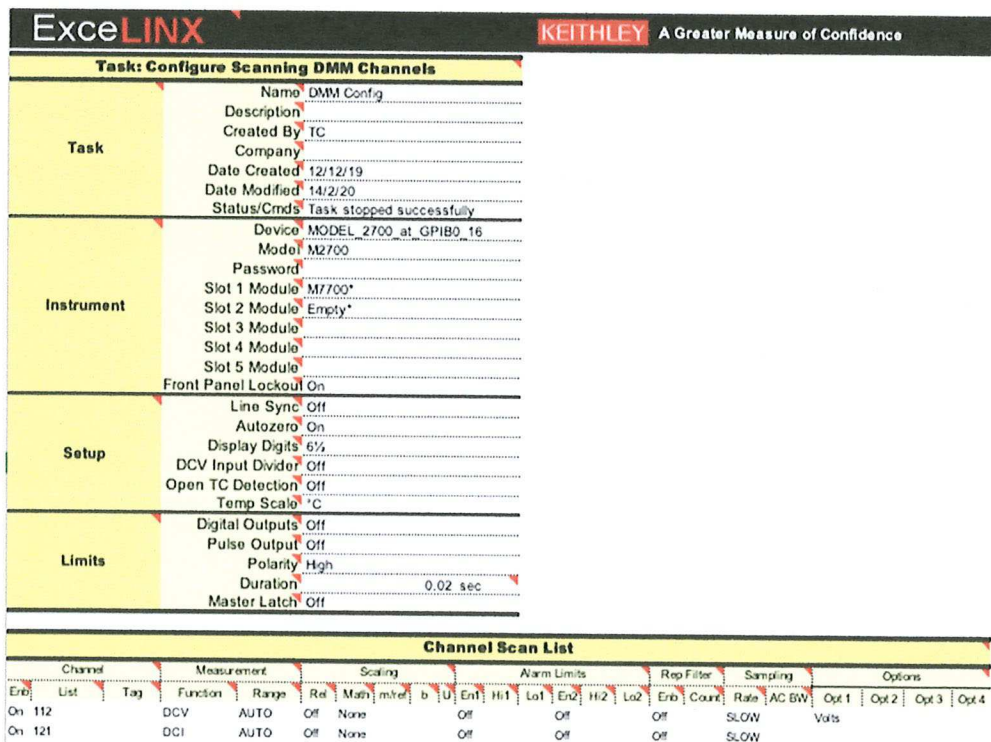 ExceLINX KEITHLEY A Greater Measure of Confidence
Task: Configure Scanning DMM Channels
Task
Name DMM Config
Description
Created By TC
Company
Date Created 12/12/19
Date Modified 14/2/20
Status/Cmds Task stopped successfully
Instrument
Device MODEL_2700_at_GPIB0_16
Model M2700
Password
Slot 1 Module M7700*
Slot 2 Module Empty*
Slot 3 Module
Slot 4 Module
Slot 5 Module
Front Panel Lockout On
Setup
Line Sync Off
Autozero On
Display Digits 6½
DCV Input Divider Off
Open TC Detection Off
Temp Scale °C
Limits
Digital Outputs Off
Pulse Output Off
Polarity High
Duration 0.02 sec
Master Latch Off
Channel Scan List
Channel Measurement Scaling Alarm Limits Rep Filter Sampling Options
Enb List Tag Function Range Rel Math m/ref b U En1 Hi1 Lo1 En2 Hi2 Lo2 Enb Count Rate AC BW Opt 1 Opt 2 Opt 3 Opt 4
On 112 DCV AUTO Off None Off Off Off SLOW Volts
On 121 DCI AUTO Off None Off Off Off SLOW